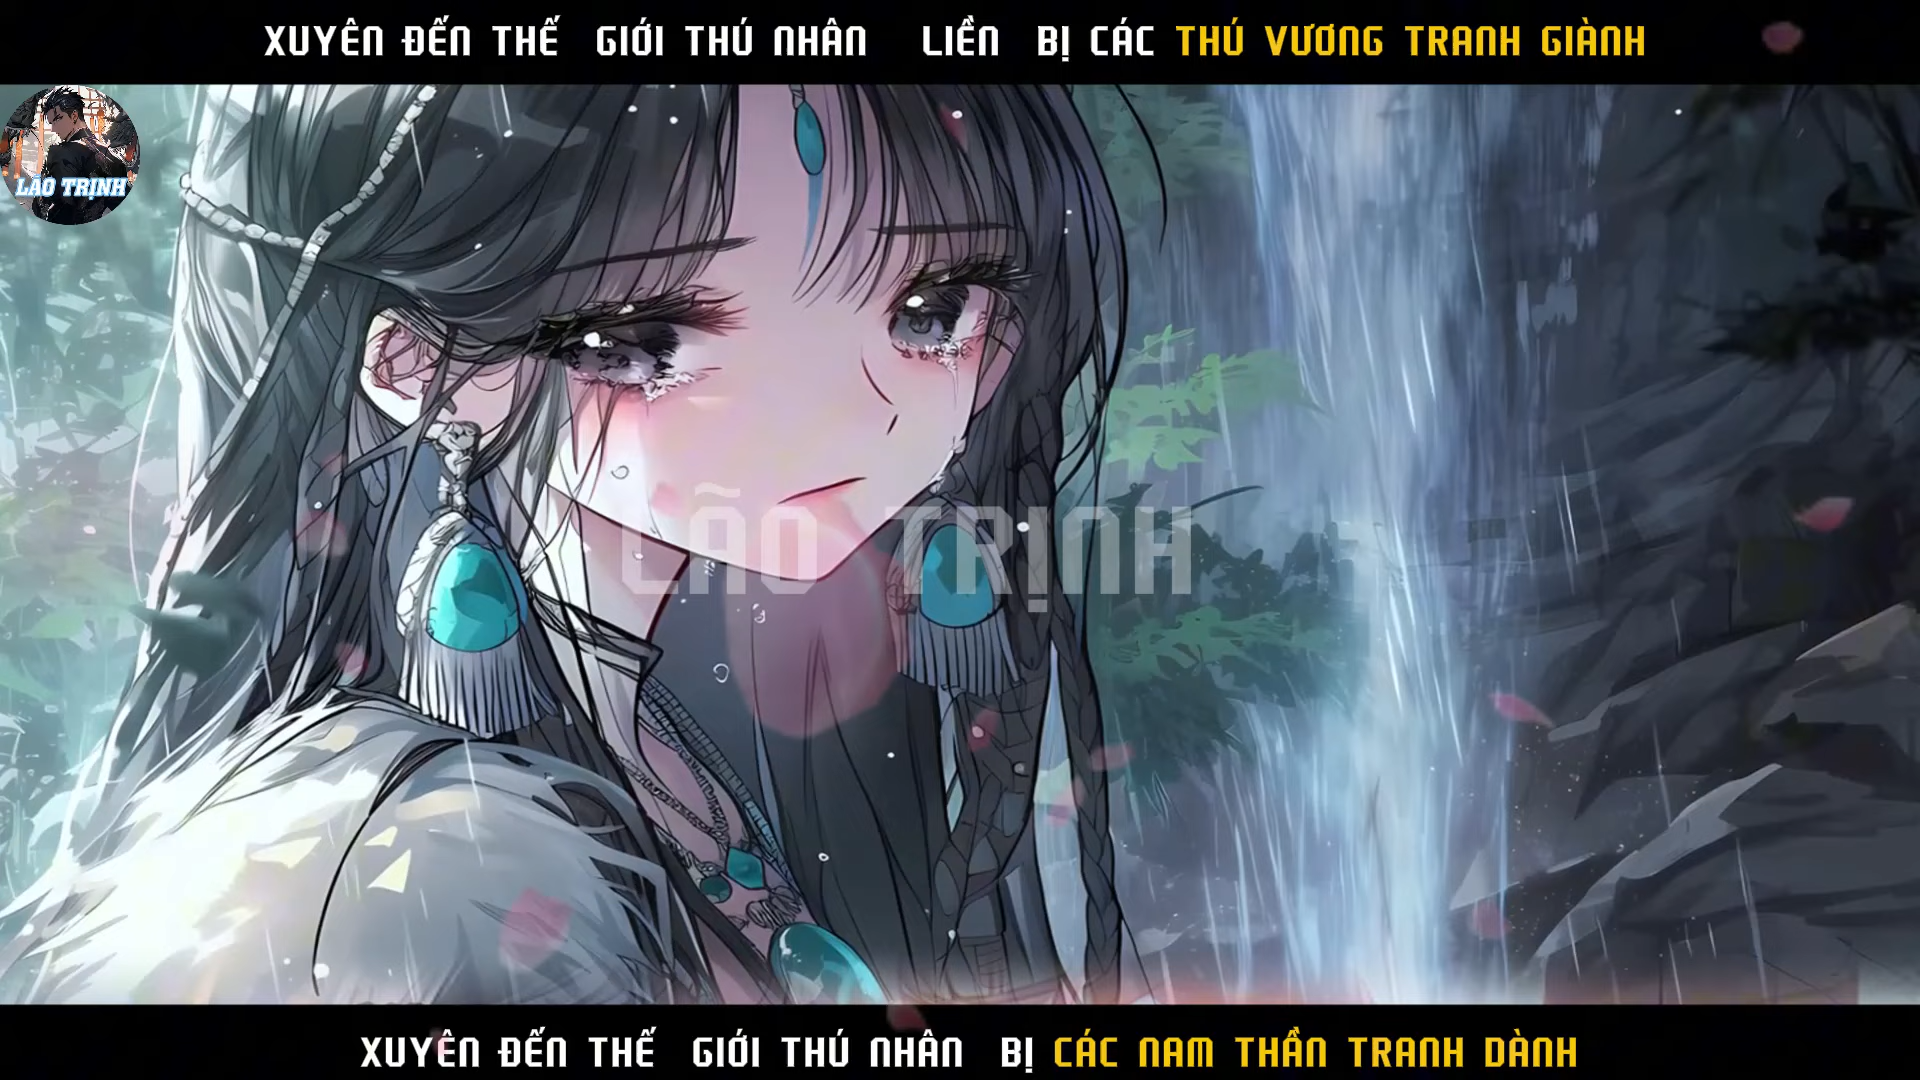 XUYÊN ĐẾN THẾ GIỚI THÚ NHÂN LIỀN BỊ CÁC THÚ VƯƠNG TRANH GIÀNH
LÃO TRỊNH
LÃO TRỊNH
XUYÊN ĐẾN THẾ GIỚI THÚ NHÂN BỊ CÁC NAM THẦN TRANH DÀNH